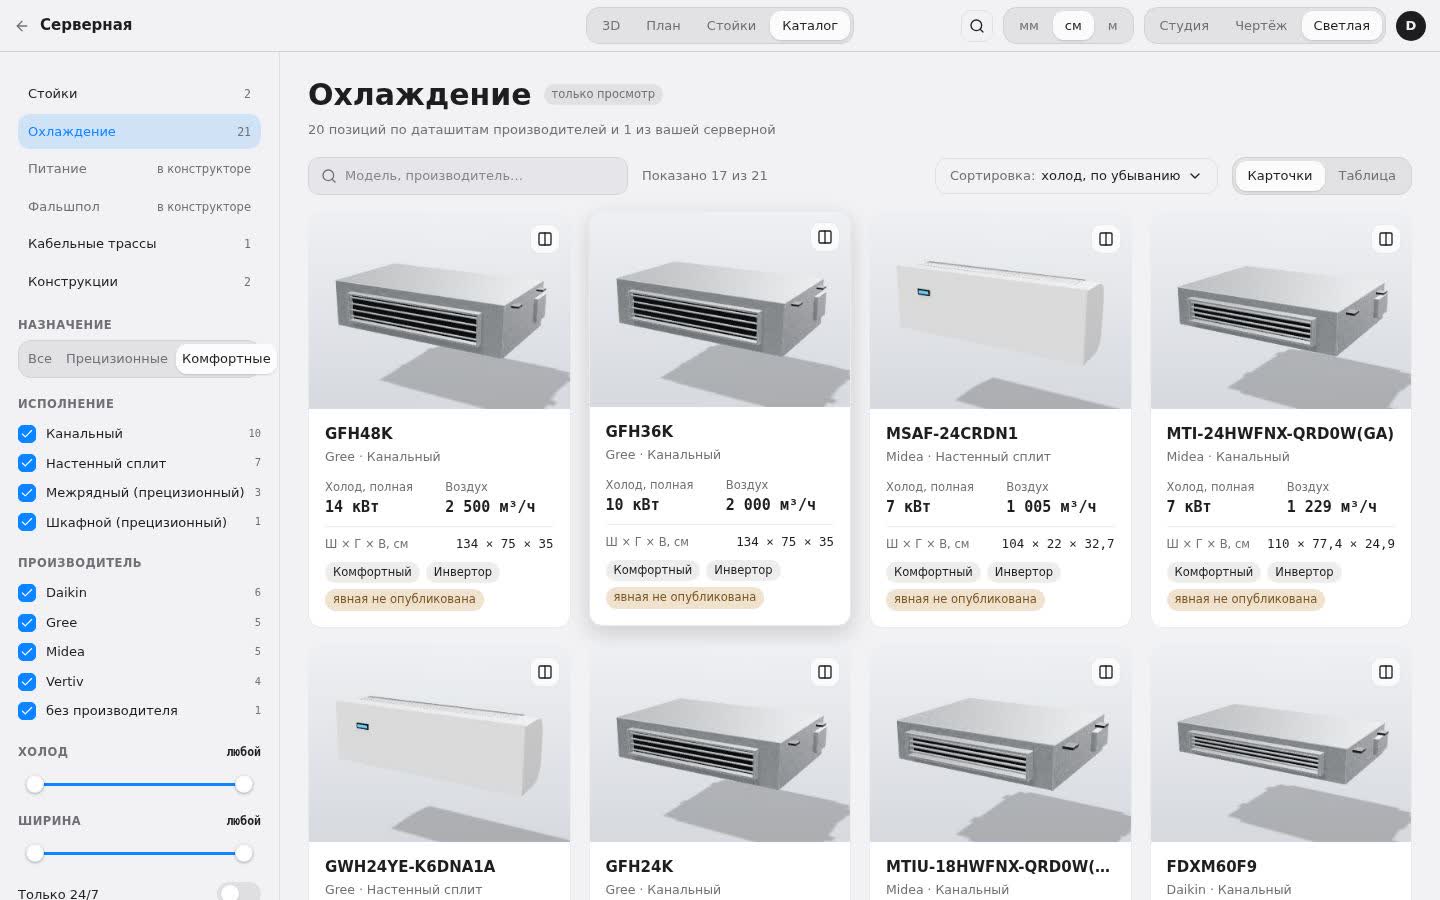 Серверная
3D План Стойки Каталог
мм см м
Студия Чертёж Светлая
D
Стойки 2
Охлаждение 21
Питание в конструкторе
Фальшпол в конструкторе
Кабельные трассы 1
Конструкции 2
НАЗНАЧЕНИЕ
Все Прецизионные Комфортные
ИСПОЛНЕНИЕ
Канальный 10
Настенный сплит 7
Межрядный (прецизионный) 3
Шкафной (прецизионный) 1
ПРОИЗВОДИТЕЛЬ
Daikin 6
Gree 5
Midea 5
Vertiv 4
без производителя 1
ХОЛОД любой
ШИРИНА любой
Только 24/7
Охлаждение только просмотр
20 позиций по даташитам производителей и 1 из вашей серверной
Модель, производитель...
Показано 17 из 21
Сортировка: холод, по убыванию
Карточки Таблица
GFH48K
Gree · Канальный
Холод, полная Воздух
14 кВт 2 500 м³/ч
Ш × Г × В, см 134 × 75 × 35
Комфортный Инвертор
явная не опубликована
GFH36K
Gree · Канальный
Холод, полная Воздух
10 кВт 2 000 м³/ч
Ш × Г × В, см 134 × 75 × 35
Комфортный Инвертор
явная не опубликована
MSAF-24CRDN1
Midea · Настенный сплит
Холод, полная Воздух
7 кВт 1 005 м³/ч
Ш × Г × В, см 104 × 22 × 32,7
Комфортный Инвертор
явная не опубликована
MTI-24HWFNX-QRD0W(GA)
Midea · Канальный
Холод, полная Воздух
7 кВт 1 229 м³/ч
Ш × Г × В, см 110 × 77,4 × 24,9
Комфортный Инвертор
явная не опубликована
GWH24YE-K6DNA1A
Gree · Настенный сплит
GFH24K
Gree · Канальный
MTIU-18HWFNX-QRD0W(...
Midea · Канальный
FDXM60F9
Daikin · Канальный